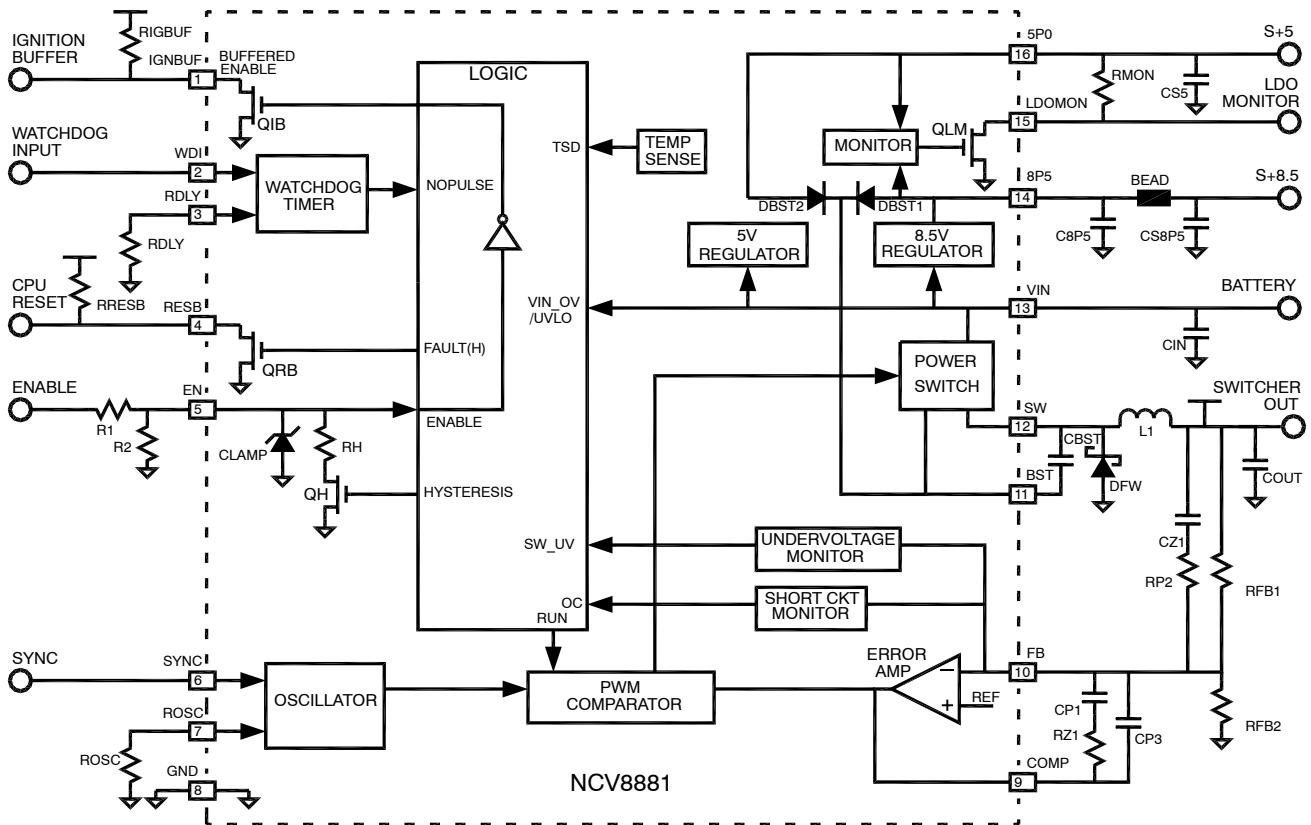 IGNITION
BUFFER
RIGBUF
IGNBUF
1
BUFFERED
ENABLE
QIB
WATCHDOG
INPUT
WDI
2
RDLY
3
RDLY
WATCHDOG
TIMER
CPU
RESET
RRESB
RESB
4
QRB
ENABLE
R1
R2
EN
5
CLAMP
RH
QH
SYNC
SYNC
6
ROSC
7
ROSC
GND
8
OSCILLATOR
LOGIC
NOPULSE
TSD
VIN_OV
/UVLO
FAULT(H)
ENABLE
HYSTERESIS
SW_UV
OC
RUN
TEMP
SENSE
MONITOR
QLM
DBST2
DBST1
5V
REGULATOR
8.5V
REGULATOR
POWER
SWITCH
UNDERVOLTAGE
MONITOR
SHORT CKT
MONITOR
PWM
COMPARATOR
ERROR
AMP
−
+
REF
NCV8881
5P0
16
S+5
RMON
CS5
LDOMON
15
LDO
MONITOR
8P5
14
BEAD
S+8.5
C8P5
CS8P5
VIN
13
BATTERY
CIN
SW
12
SWITCHER
OUT
CBST
L1
BST
11
DFW
COUT
CZ1
RP2
RFB1
FB
10
CP1
RZ1
CP3
RFB2
COMP
9